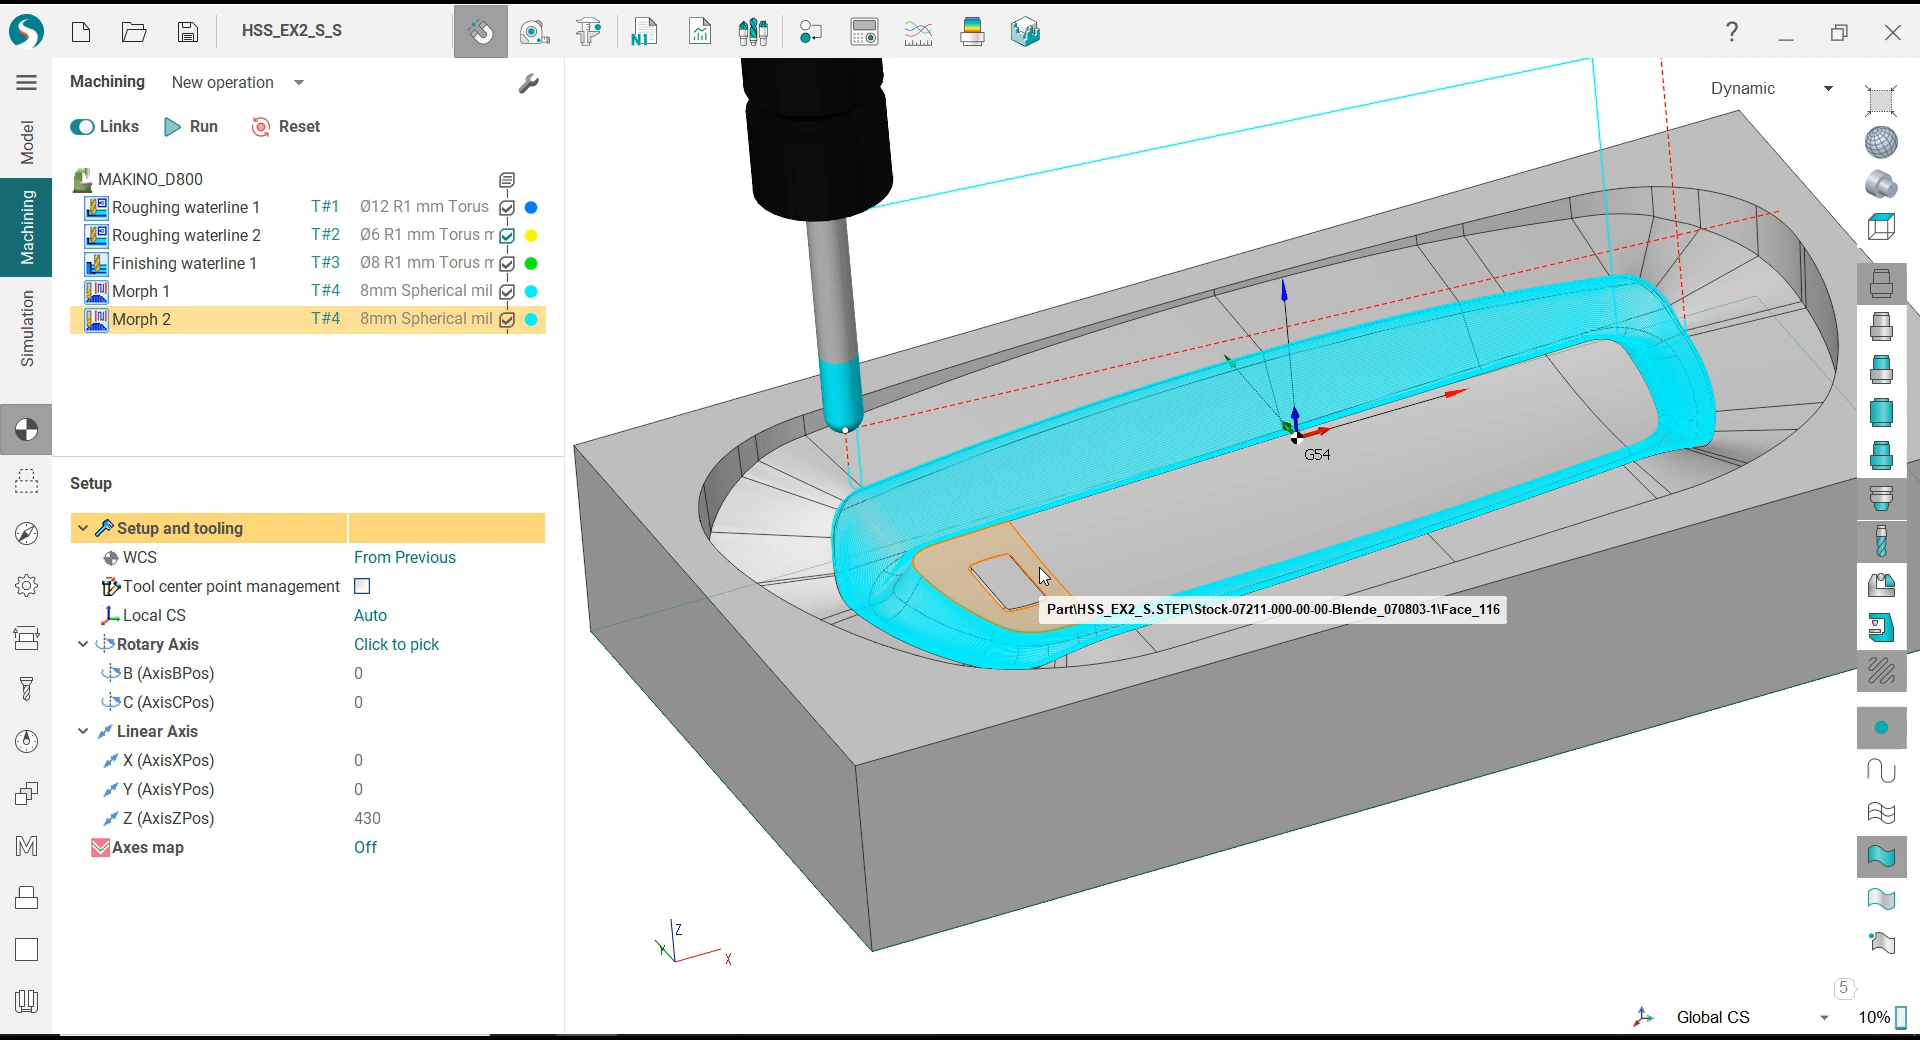 HSS_EX2_S_S
N1
?
Machining
New operation
Links
Run
Reset
Model
Machining
Simulation
MAKINO_D800
Roughing waterline 1 T#1 Ø12 R1 mm Torus
Roughing waterline 2 T#2 Ø6 R1 mm Torus m
Finishing waterline 1 T#3 Ø8 R1 mm Torus m
Morph 1 T#4 8mm Spherical mil
Morph 2 T#4 8mm Spherical mil
Setup
Setup and tooling
WCS From Previous
Tool center point management
Local CS Auto
Rotary Axis Click to pick
B (AxisBPos) 0
C (AxisCPos) 0
Linear Axis
X (AxisXPos) 0
Y (AxisYPos) 0
Z (AxisZPos) 430
Axes map Off
Dynamic
G54
Part\HSS_EX2_S.STEP\Stock-07211-000-00-00-Blende_070803-1\Face_116
Z
Y
X
5
Global CS
10%